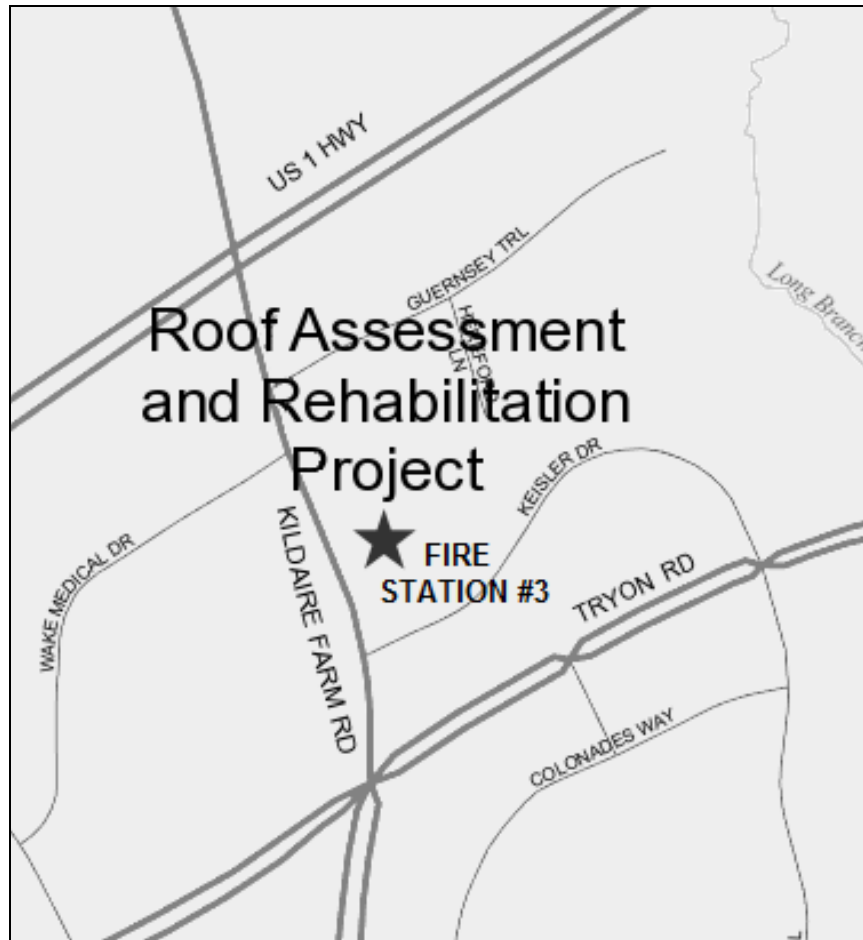 US 1 HWY
GUERNSEY TRL
Long Branch
LN
Roof Assessment
and Rehabilitation
Project
KEISLER DR
KILDAIRE FARM RD
FIRE
STATION #3
WAKE MEDICAL DR
TRYON RD
COLONADES WAY